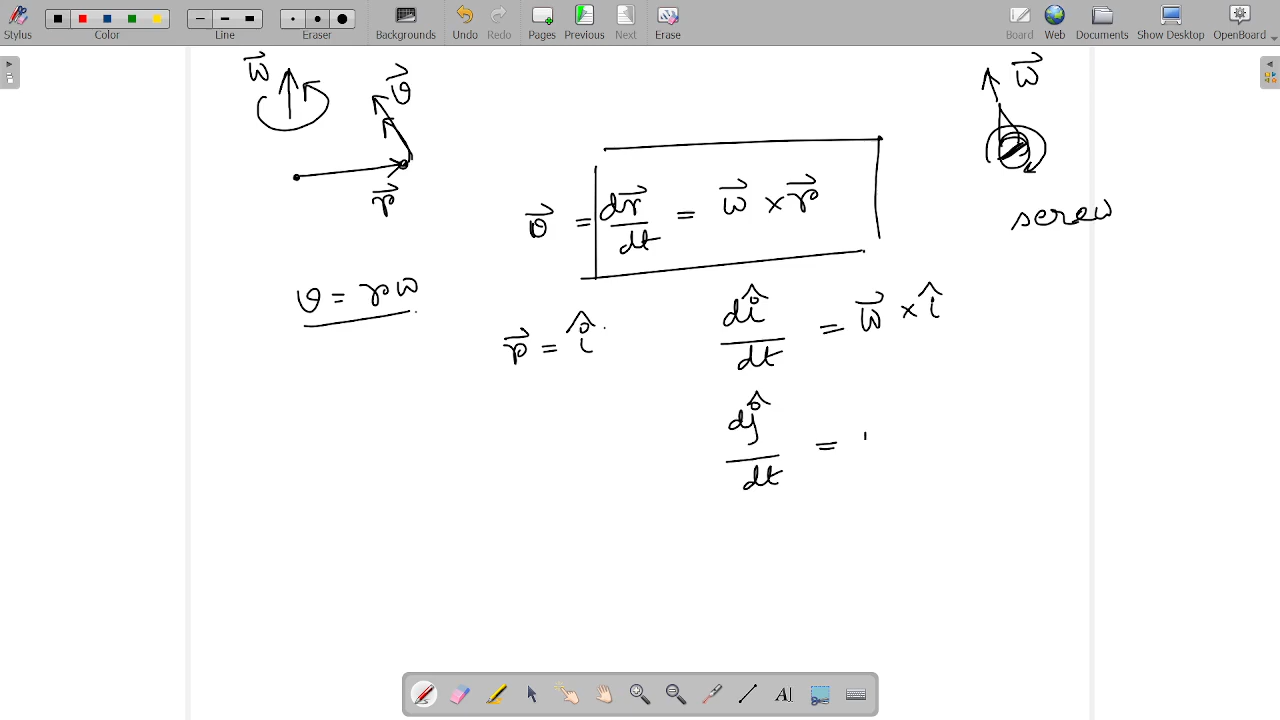 Stylus Color Line Eraser Backgrounds Undo Redo Pages Previous Next Erase Board Web Documents Show Desktop OpenBoard
w⃗
v⃗
w⃗
r⃗
v⃗ = dr⃗/dt = w⃗ × r⃗
screw
v = rw
r⃗ = î
dî/dt = w⃗ × î
dĵ/dt =